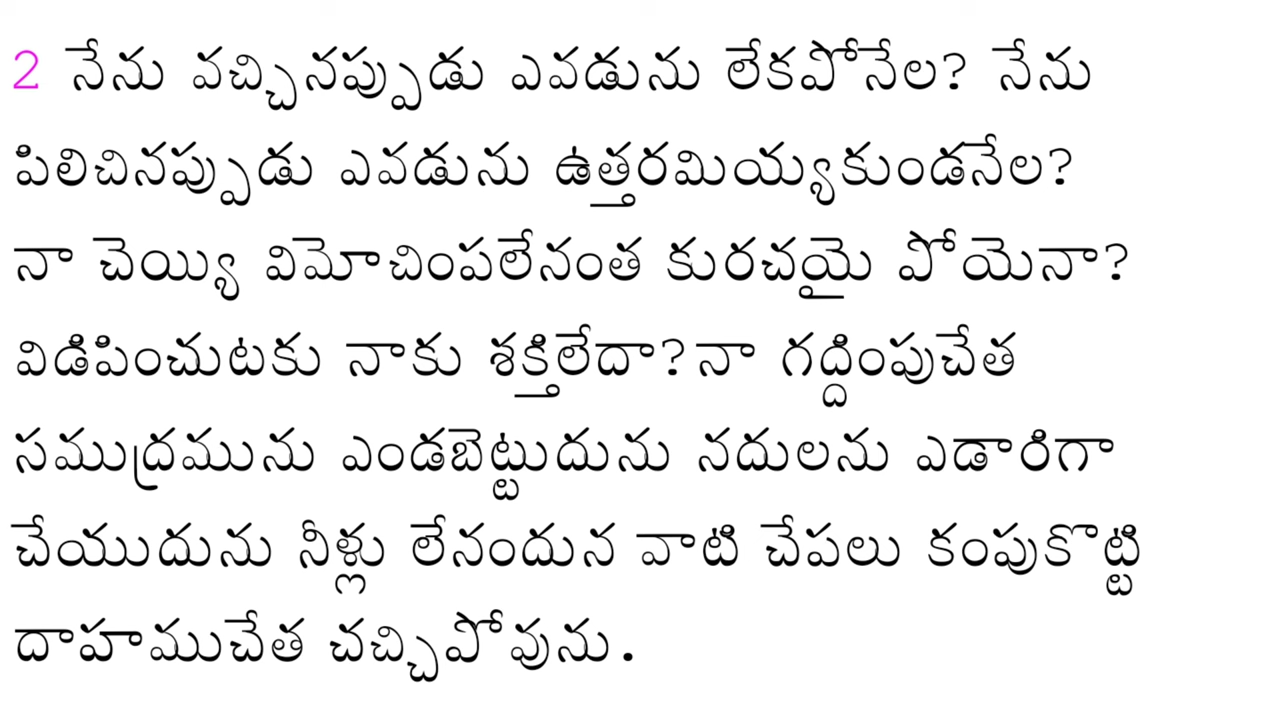 2 నేను వచ్చినప్పుడు ఎవడును లేకపోనేల? నేను
పిలిచినప్పుడు ఎవడును ఉత్తరమియ్యకుండనేల?
నా చెయ్యి విమోచింపలేనంత కురచయై పోయెనా?
విడిపించుటకు నాకు శక్తిలేదా?నా గద్దింపుచేత
సముద్రమును ఎండబెట్టుదును నదులను ఎడారిగా
చేయుదును నీళ్లు లేనందున వాటి చేపలు కంపుకొట్టి
దాహముచేత చచ్చిపోవును.